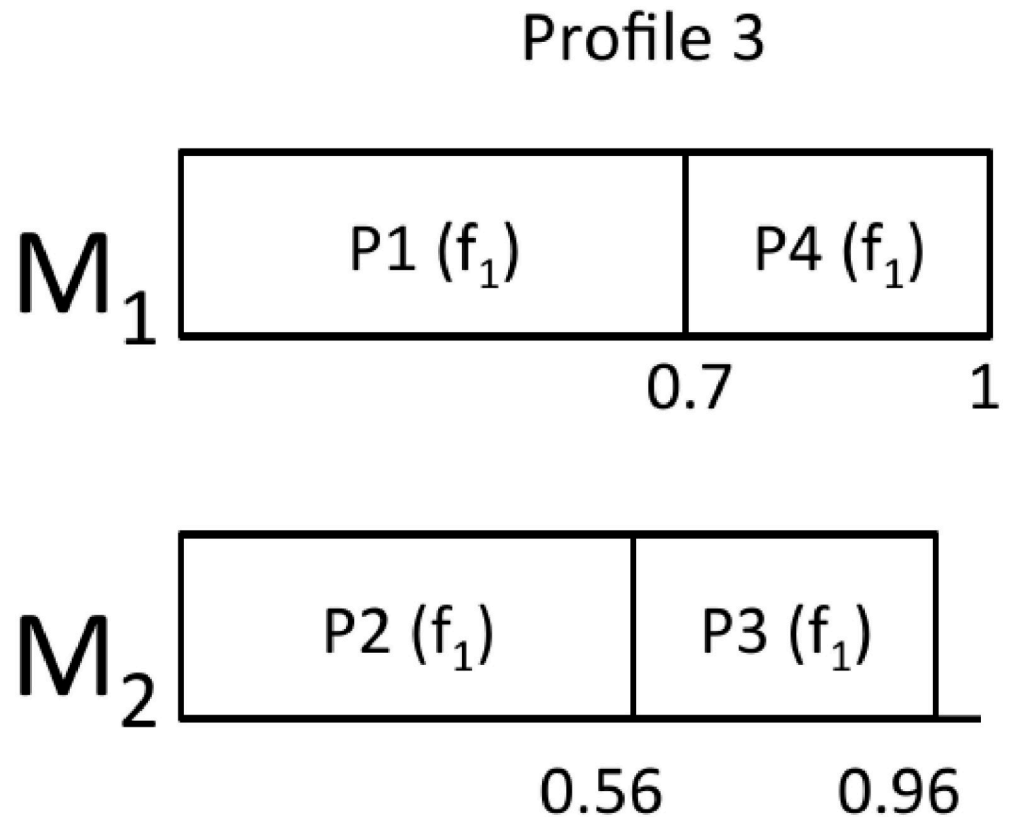 Profile 3
M₁ P1 (f₁) P4 (f₁)
0.7 1
M₂ P2 (f₁) P3 (f₁)
0.56 0.96